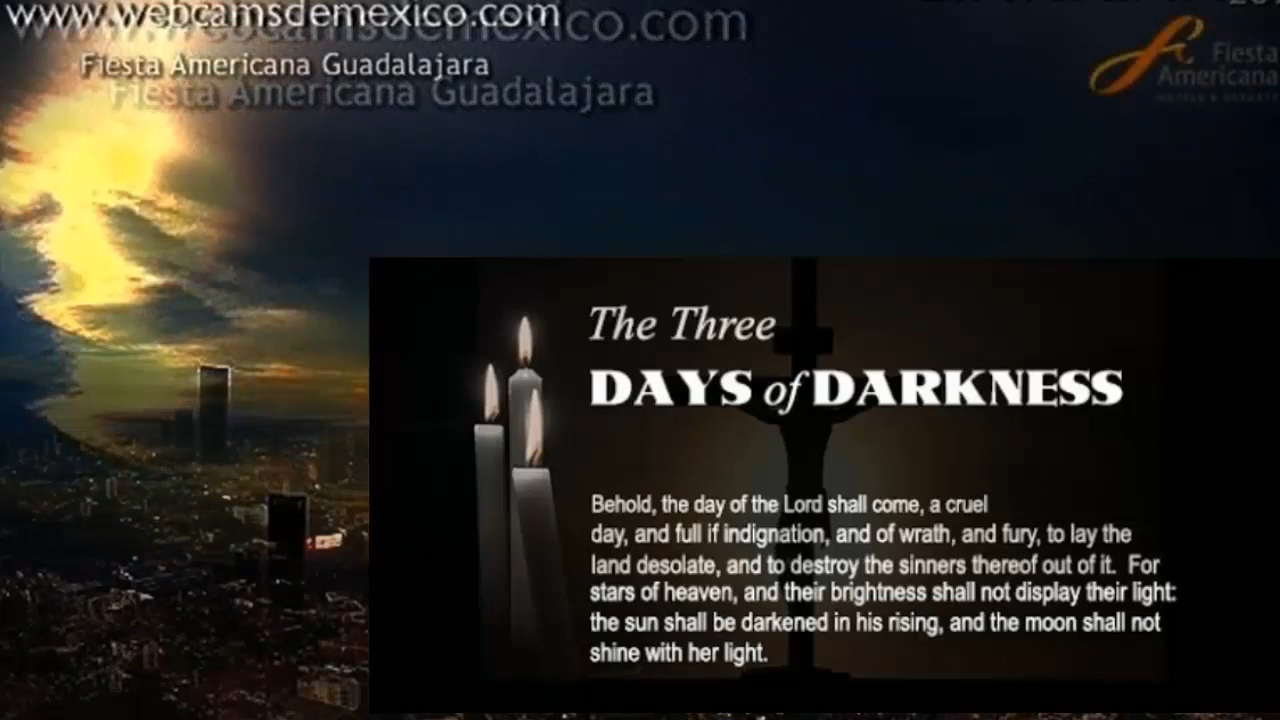 www.webcamsdemexico.com
www.webcamsdemexico.com
Fiesta Americana Guadalajara
Fiesta Americana Guadalajara
Fiesta
Americana
The Three
DAYS of DARKNESS
Behold, the day of the Lord shall come, a cruel
day, and full if indignation, and of wrath, and fury, to lay the
land desolate, and to destroy the sinners thereof out of it. For
stars of heaven, and their brightness shall not display their light:
the sun shall be darkened in his rising, and the moon shall not
shine with her light.